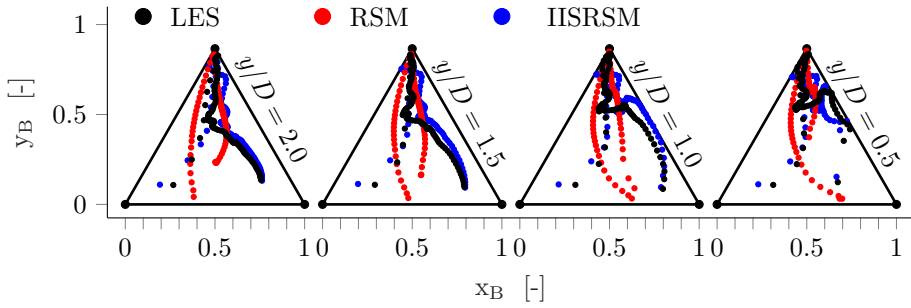 LES RSM IISRSM
y_B [-]
1
0.5
0
y/D = 2.0
y/D = 1.5
y/D = 1.0
y/D = 0.5
0 0.5 1 0 0.5 1 0 0.5 1 0 0.5 1
x_B [-]